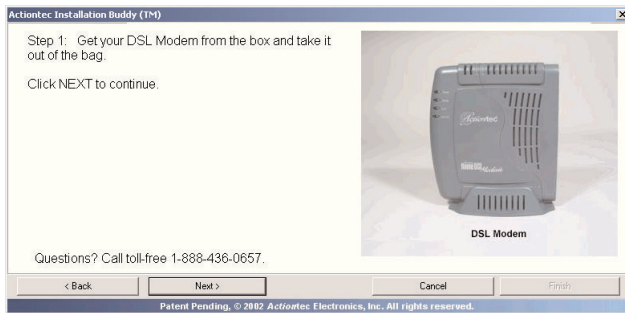 Actiontec Installation Buddy (TM)
Step 1: Get your DSL Modem from the box and take it
out of the bag.
Click NEXT to continue.
Actiontec
DSL Modem
Questions? Call toll-free 1-888-436-0657.
< Back
Next >
Cancel
Finish
Patent Pending, © 2002 Actiontec Electronics, Inc. All rights reserved.